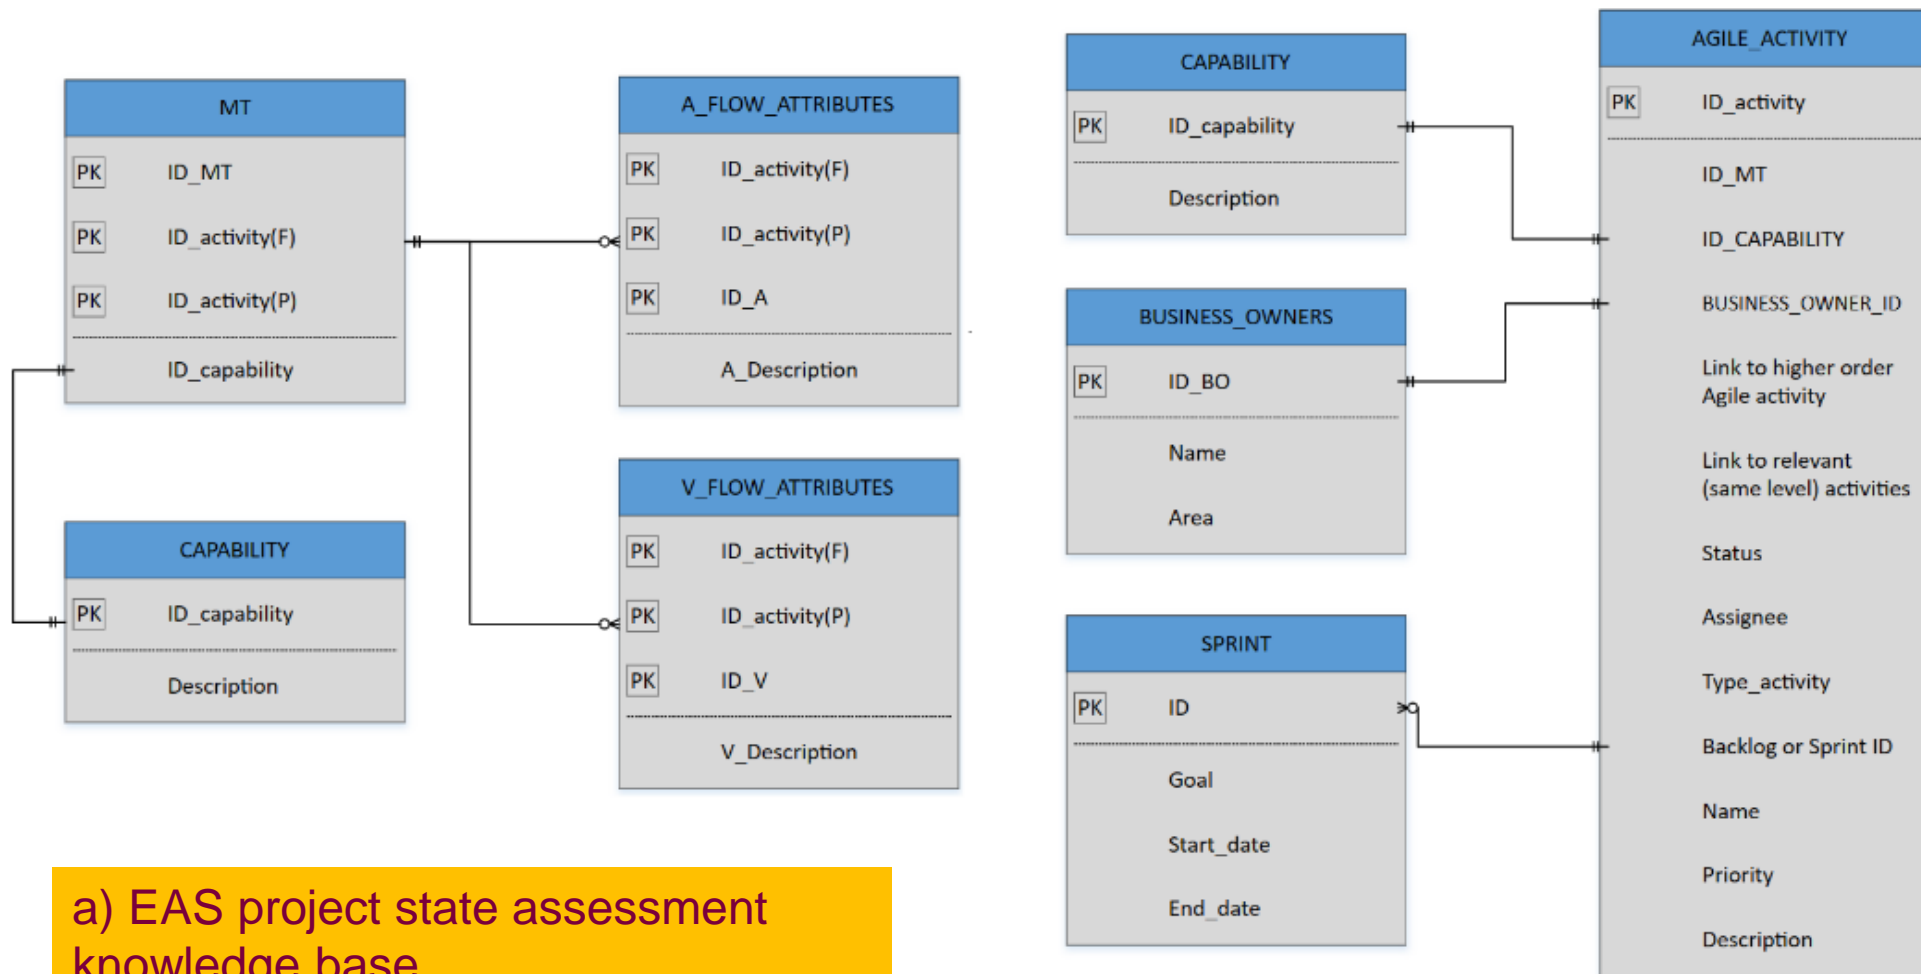 MT
PK ID_MT
PK ID_activity(F)
PK ID_activity(P)
ID_capability
A_FLOW_ATTRIBUTES
PK ID_activity(F)
PK ID_activity(P)
PK ID_A
A_Description
CAPABILITY
PK ID_capability
Description
V_FLOW_ATTRIBUTES
PK ID_activity(F)
PK ID_activity(P)
PK ID_V
V_Description
a) EAS project state assessment
knowledge base
CAPABILITY
PK ID_capability
Description
BUSINESS_OWNERS
PK ID_BO
Name
Area
SPRINT
PK ID
Goal
Start_date
End_date
AGILE_ACTIVITY
PK ID_activity
ID_MT
ID_CAPABILITY
BUSINESS_OWNER_ID
Link to higher order
Agile activity
Link to relevant
(same level) activities
Status
Assignee
Type_activity
Backlog or Sprint ID
Name
Priority
Description